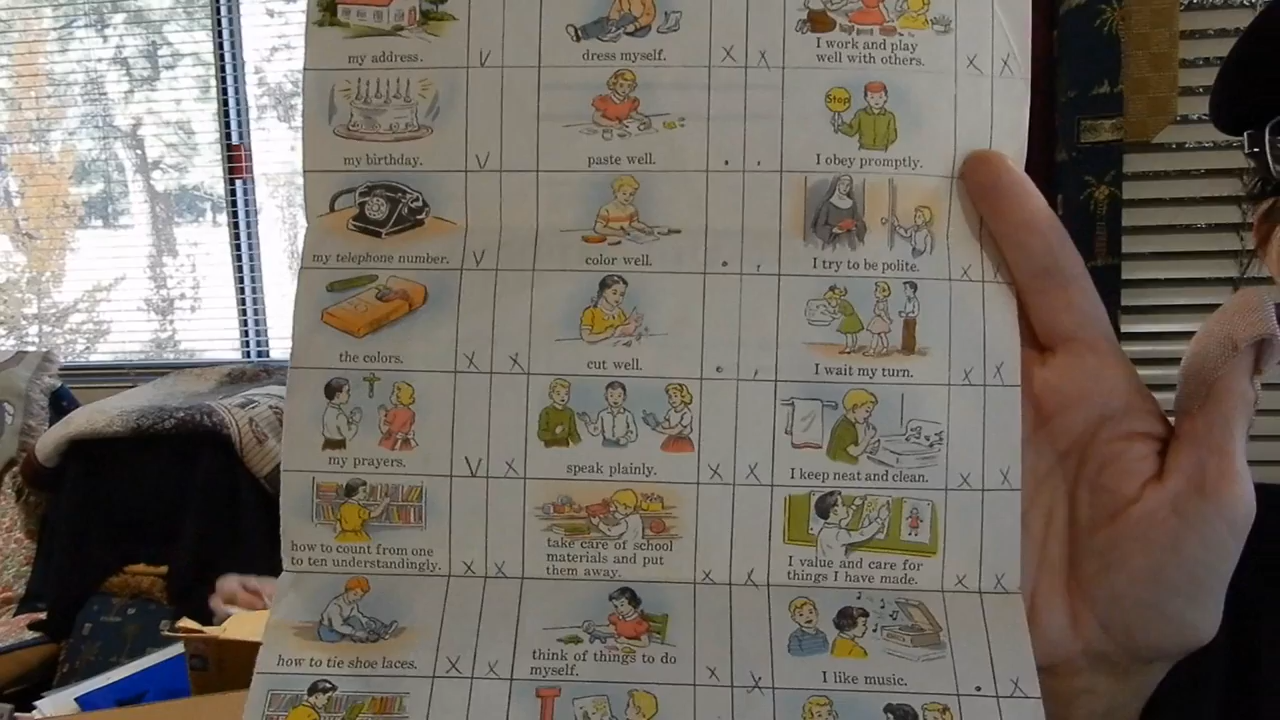 my address. V
dress myself. X X
I work and play
well with others. X X
my birthday. V
paste well. . .
Stop
I obey promptly.
my telephone number. V
color well. . .
I try to be polite. X
the colors. X X
cut well. . ,
I wait my turn. X X
my prayers. V X
speak plainly. X X
I keep neat and clean. X X
how to count from one
to ten understandingly. X X
take care of school
materials and put
them away. X X
I value and care for
things I have made. X X
how to tie shoe laces. X X
think of things to do
myself. X X
I like music. . X